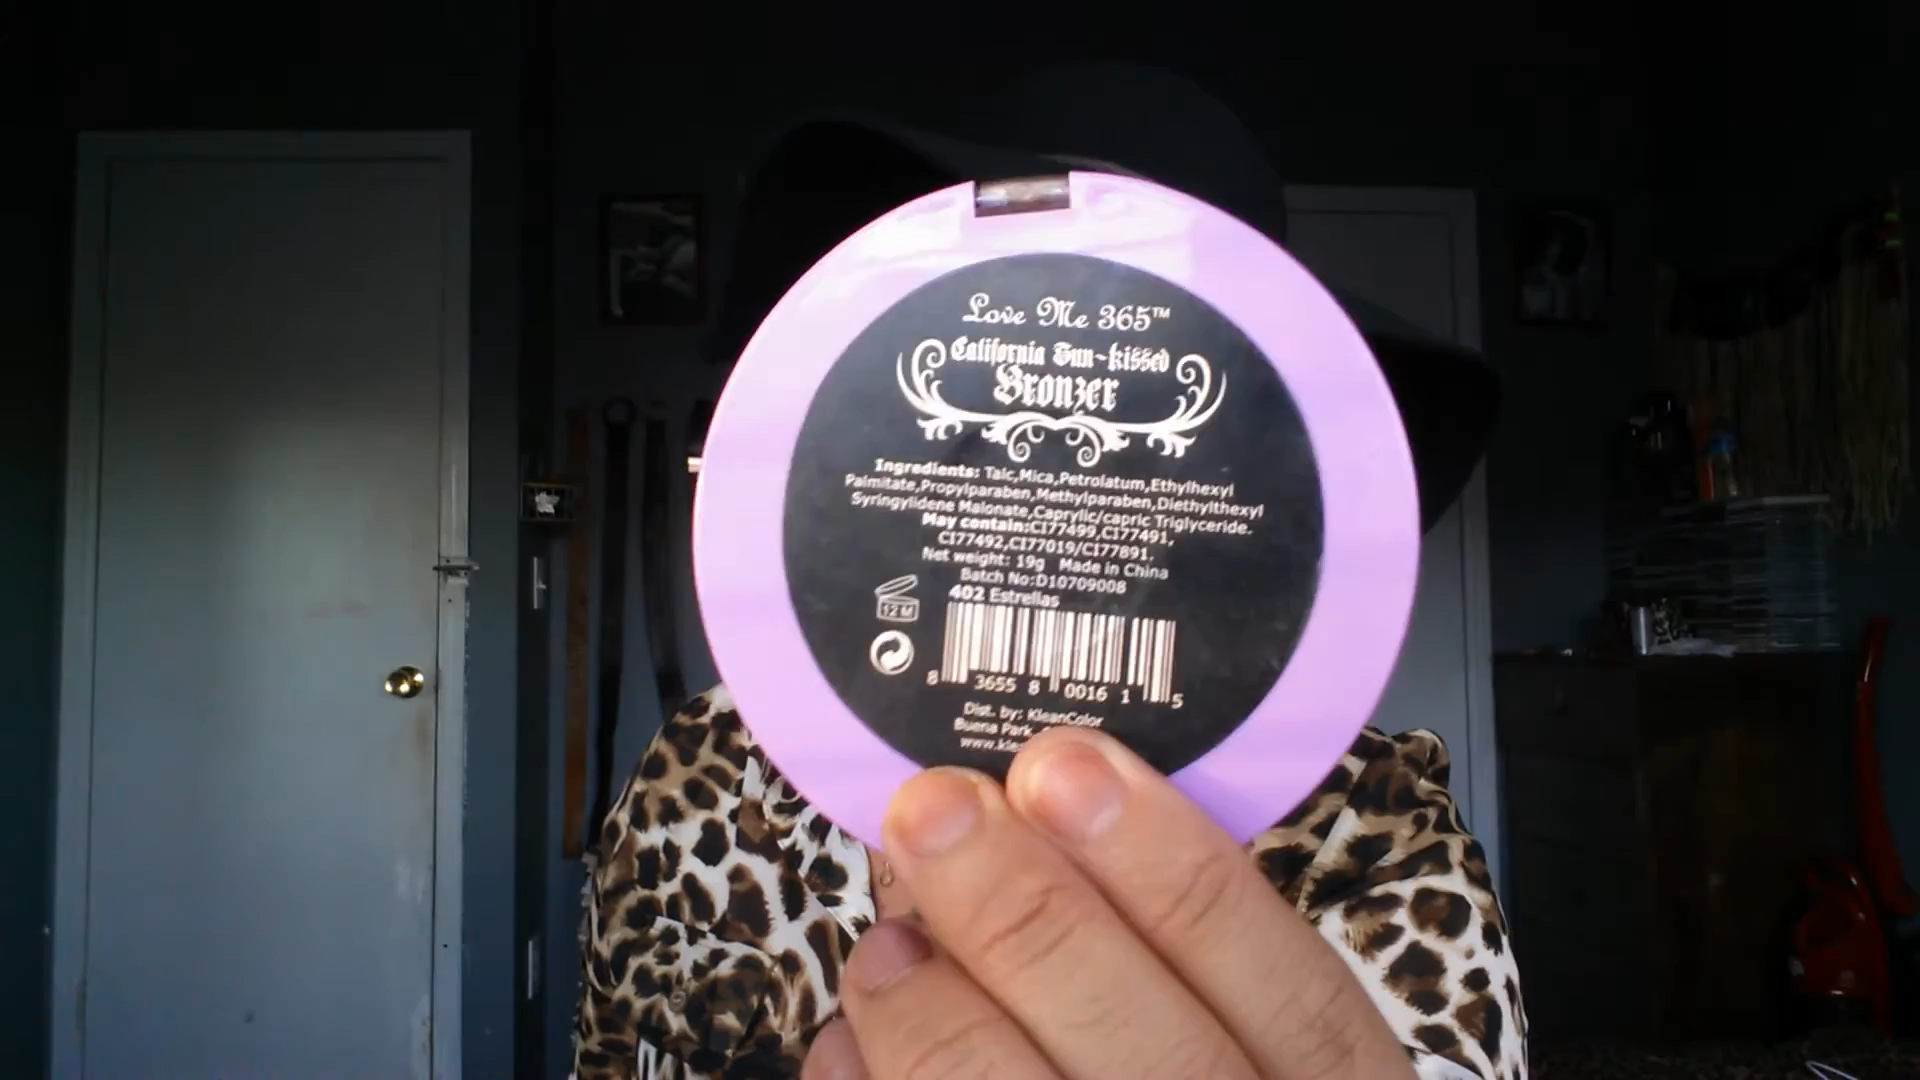 Love Me 365™
California Sun-kissed
Bronzer
Ingredients: Talc,Mica,Petrolatum,Ethylhexyl
Palmitate,Propylparaben,Methylparaben,Diethylthexyl
Syringylidene Malonate,Caprylic/capric Triglyceride.
May contain:CI77499,CI77491,
CI77492,CI77019/CI77891.
Net weight: 19g Made in China
Batch No:D10709008
402 Estrellas
12 M
8 3655 8 0016 1 5
Dist. by: KleanColor
Buena Park,